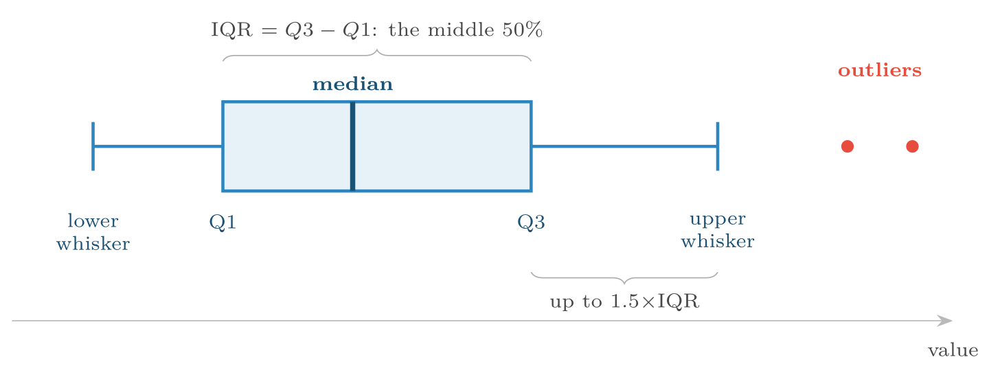 IQR = Q3 − Q1: the middle 50%
outliers
median
lower
whisker
Q1
Q3
upper
whisker
up to 1.5×IQR
value